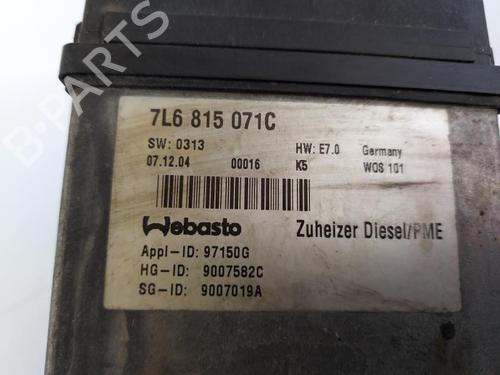 B-PARTS
7L6 815 071C
SW: 0313 HW: E7.0 Germany
07.12.04 00016 K5 WOS 101
Webasto Zuheizer Diesel/PME
Appl-ID: 97150G
HG-ID: 9007582C
SG-ID: 9007019A